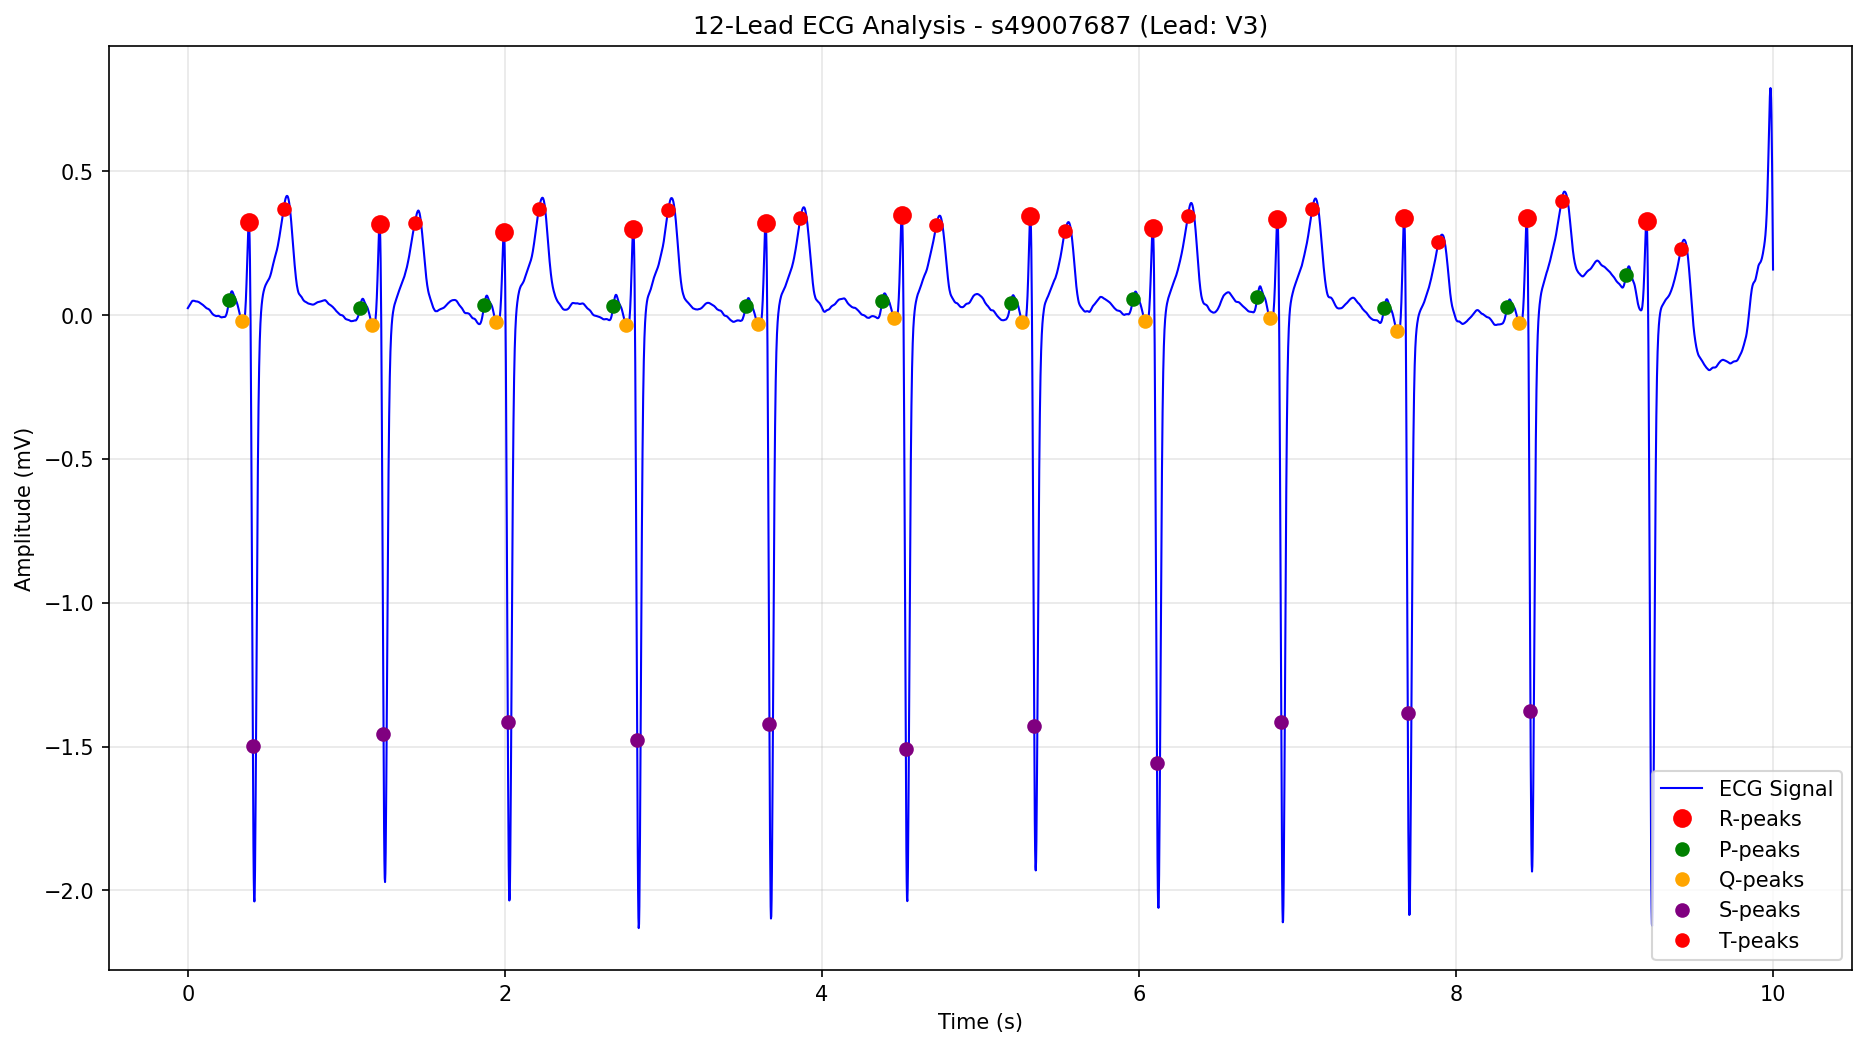 12-Lead ECG Analysis - s49007687 (Lead: V3)
Amplitude (mV)
0.5
0.0
−0.5
−1.0
−1.5
−2.0
ECG Signal
R-peaks
P-peaks
Q-peaks
S-peaks
T-peaks
0 2 4 6 8 10
Time (s)